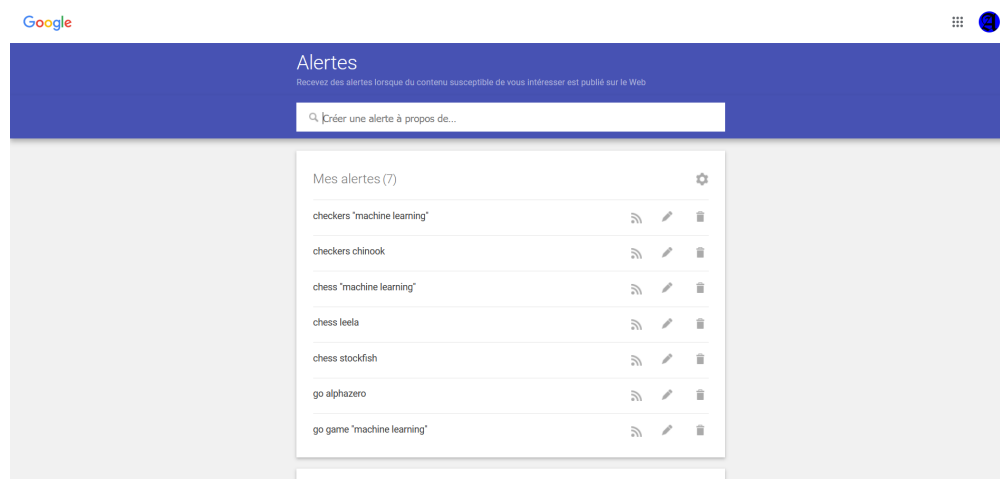 Google
Alertes
Recevez des alertes lorsque du contenu susceptible de vous intéresser est publié sur le Web
Créer une alerte à propos de...
Mes alertes (7)
checkers "machine learning"
checkers chinook
chess "machine learning"
chess leela
chess stockfish
go alphazero
go game "machine learning"